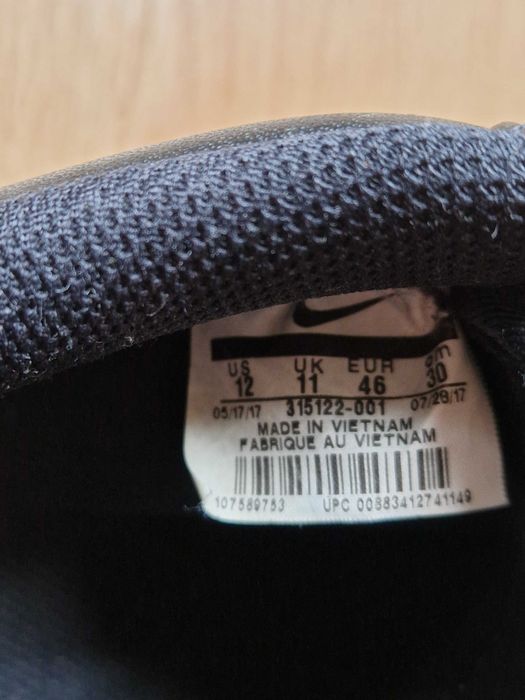 US UK EUR cm
12 11 46 30
05/17/17 315122-001 07/28/17
MADE IN VIETNAM
FABRIQUE AU VIETNAM
107589753 UPC 00883412741149